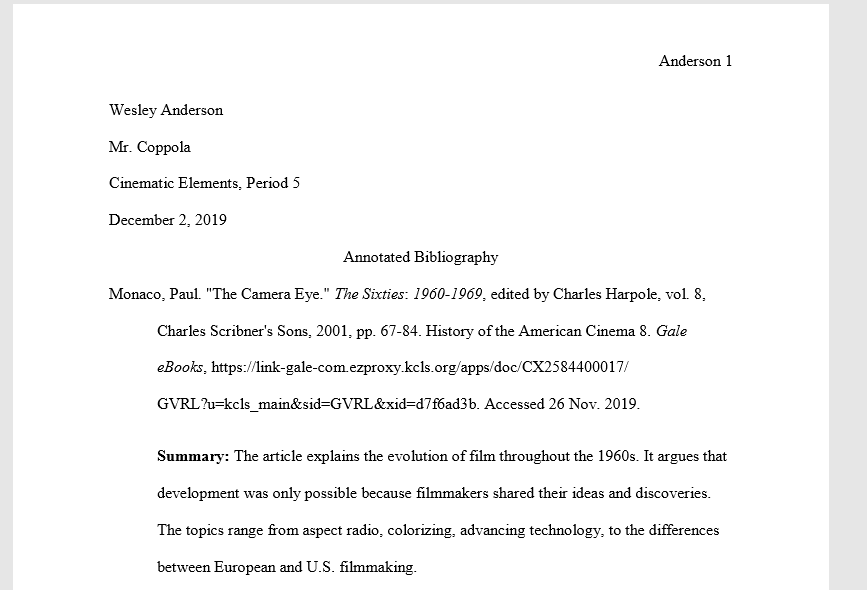 Anderson 1
Wesley Anderson
Mr. Coppola
Cinematic Elements, Period 5
December 2, 2019
Annotated Bibliography
Monaco, Paul. "The Camera Eye." The Sixties: 1960-1969, edited by Charles Harpole, vol. 8,
Charles Scribner's Sons, 2001, pp. 67-84. History of the American Cinema 8. Gale
eBooks, https://link-gale-com.ezproxy.kcls.org/apps/doc/CX2584400017/
GVRL?u=kcls_main&sid=GVRL&xid=d7f6ad3b. Accessed 26 Nov. 2019.
Summary: The article explains the evolution of film throughout the 1960s. It argues that
development was only possible because filmmakers shared their ideas and discoveries.
The topics range from aspect radio, colorizing, advancing technology, to the differences
between European and U.S. filmmaking.